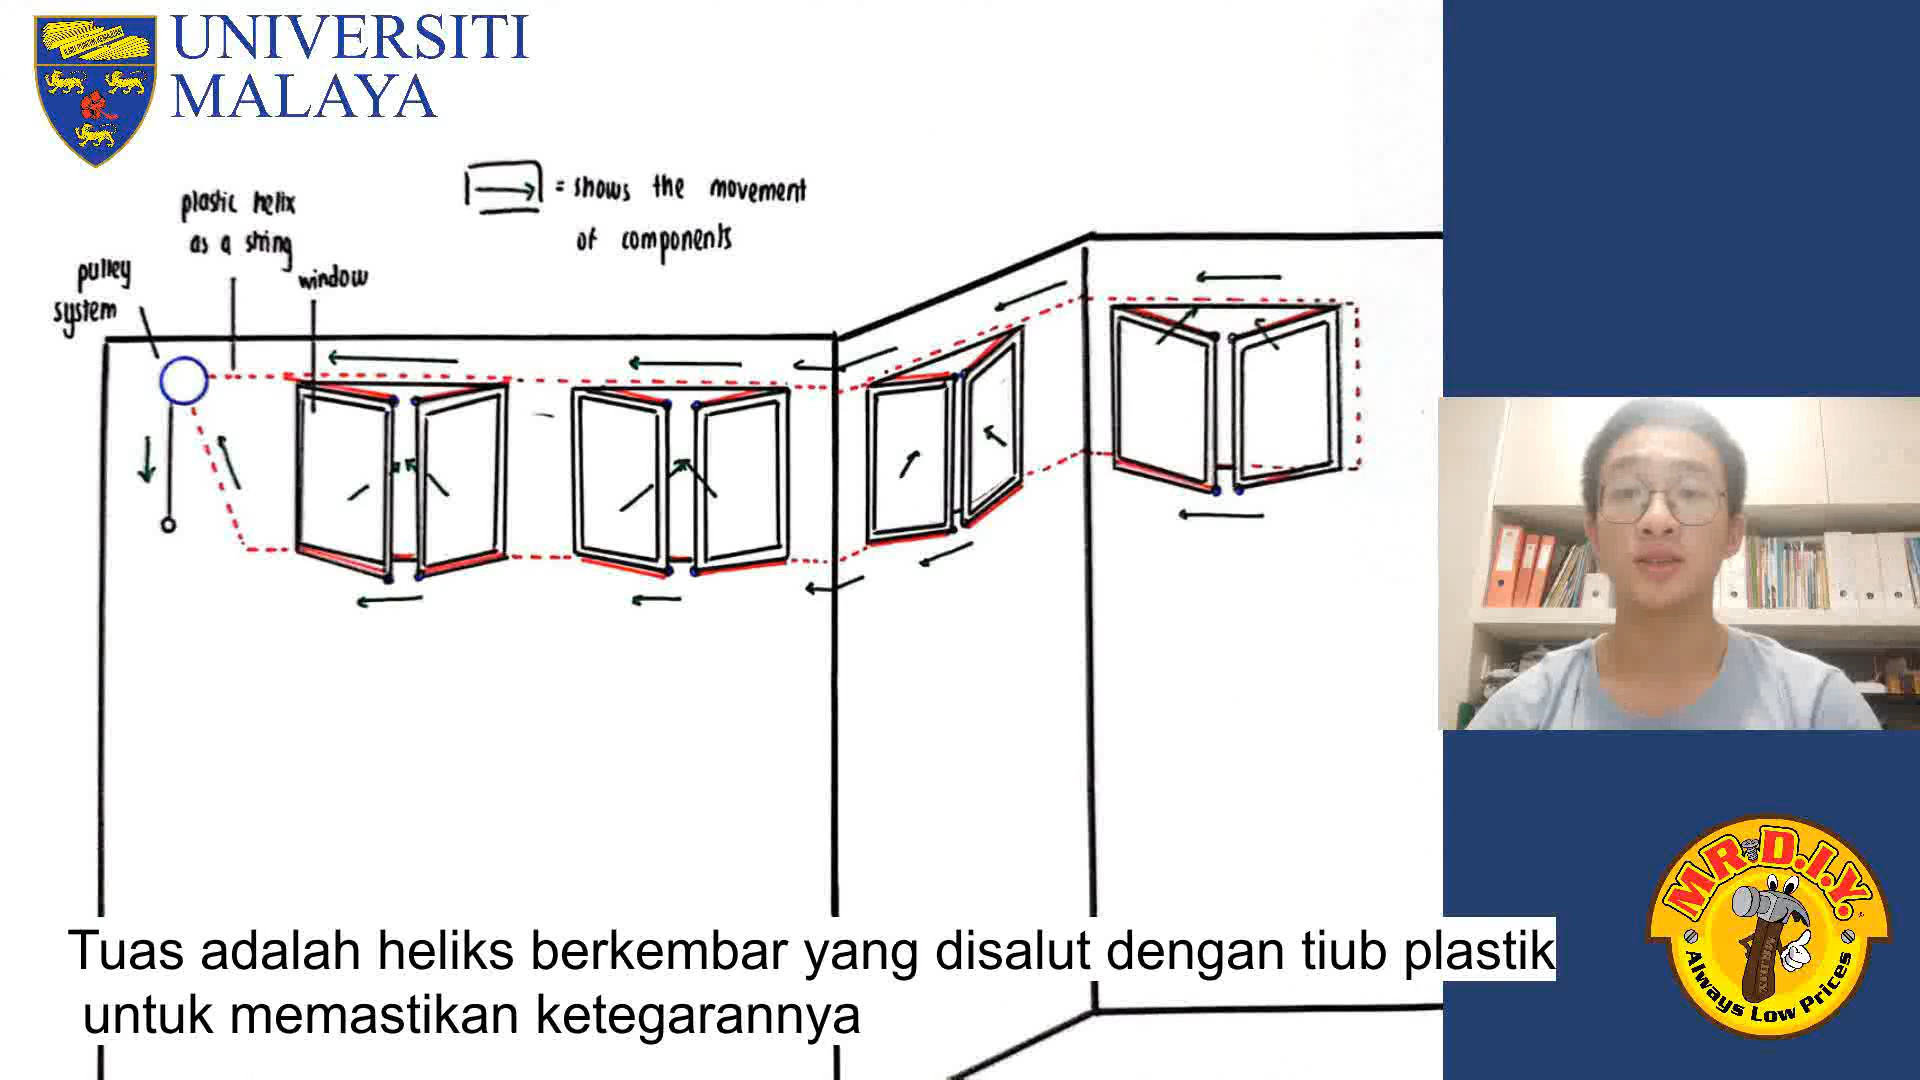 UNIVERSITI
MALAYA
= shows the movement
of components
plastic helix
as a string
window
pulley
system
MR.D.I.Y.
Always Low Prices
Tuas adalah heliks berkembar yang disalut dengan tiub plastik
untuk memastikan ketegarannya